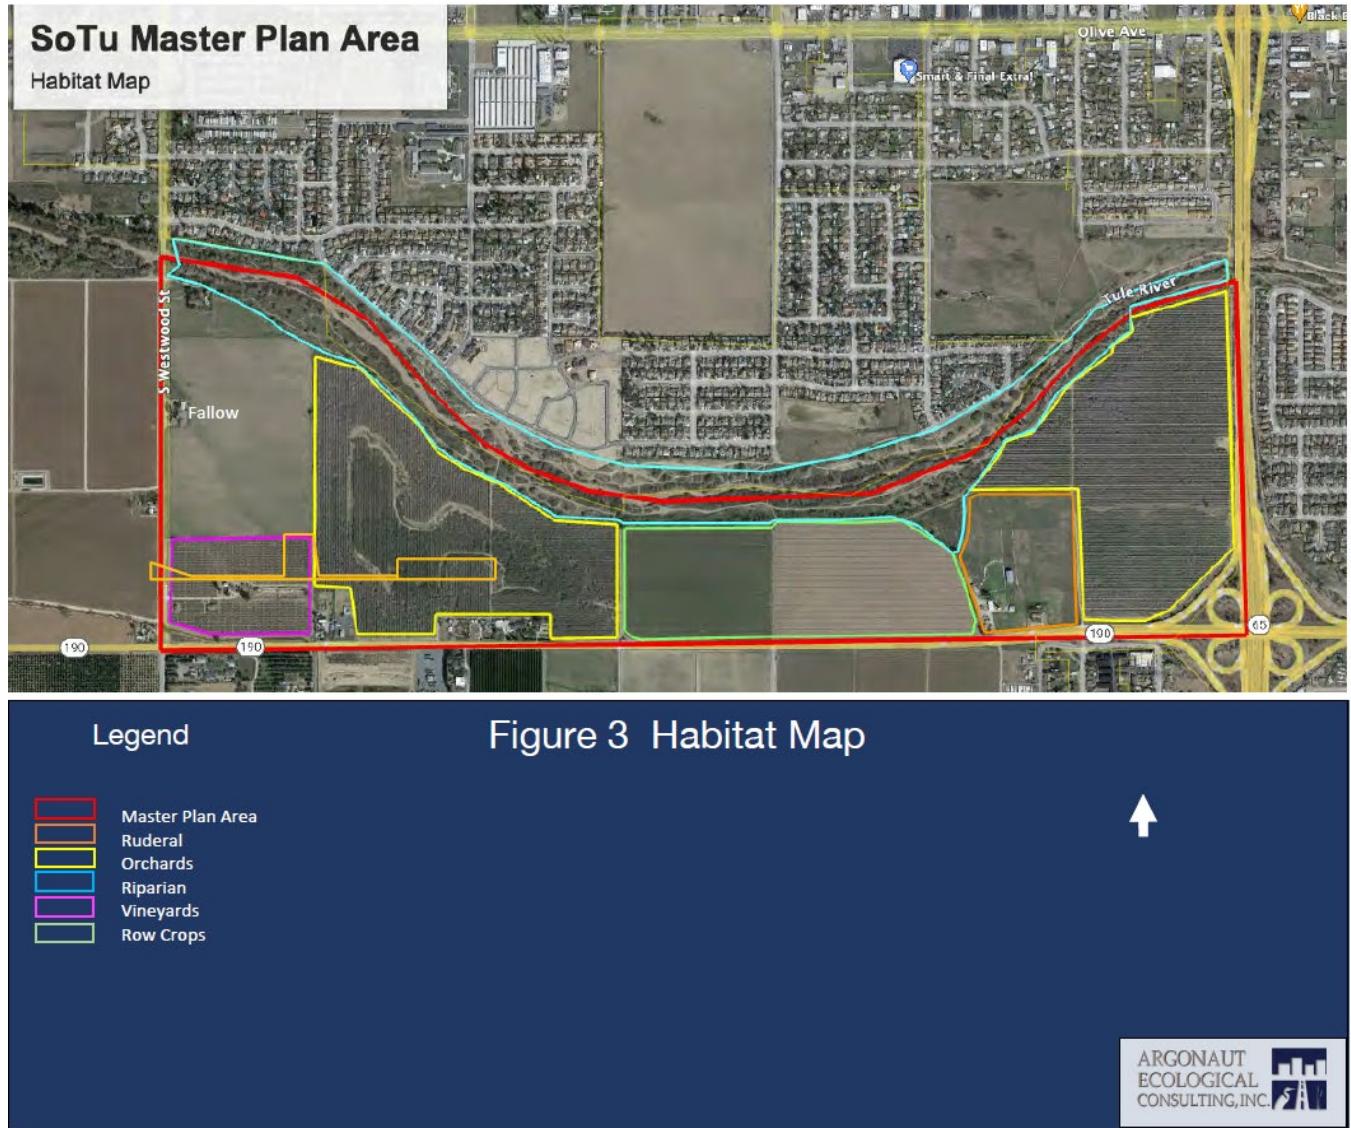 SoTu Master Plan Area
Habitat Map
Olive Ave
Black
Smart & Final Extra!
Tule River
S Westwood St
Fallow
190
190
190
65
Legend
Figure 3 Habitat Map
Master Plan Area
Ruderal
Orchards
Riparian
Vineyards
Row Crops
ARGONAUT
ECOLOGICAL
CONSULTING, INC.